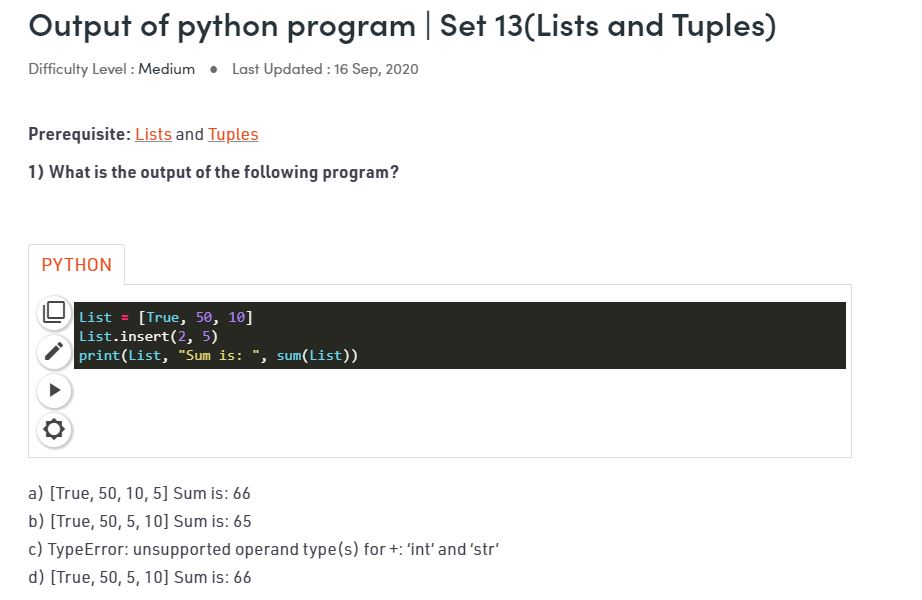 Output of python program | Set 13(Lists and Tuples)
Difficulty Level : Medium ● Last Updated : 16 Sep, 2020
Prerequisite: Lists and Tuples
1) What is the output of the following program?
PYTHON
List = [True, 50, 10]
List.insert(2, 5)
print(List, "Sum is: ", sum(List))
a) [True, 50, 10, 5] Sum is: 66
b) [True, 50, 5, 10] Sum is: 65
c) TypeError: unsupported operand type(s) for +: ‘int’ and ‘str’
d) [True, 50, 5, 10] Sum is: 66